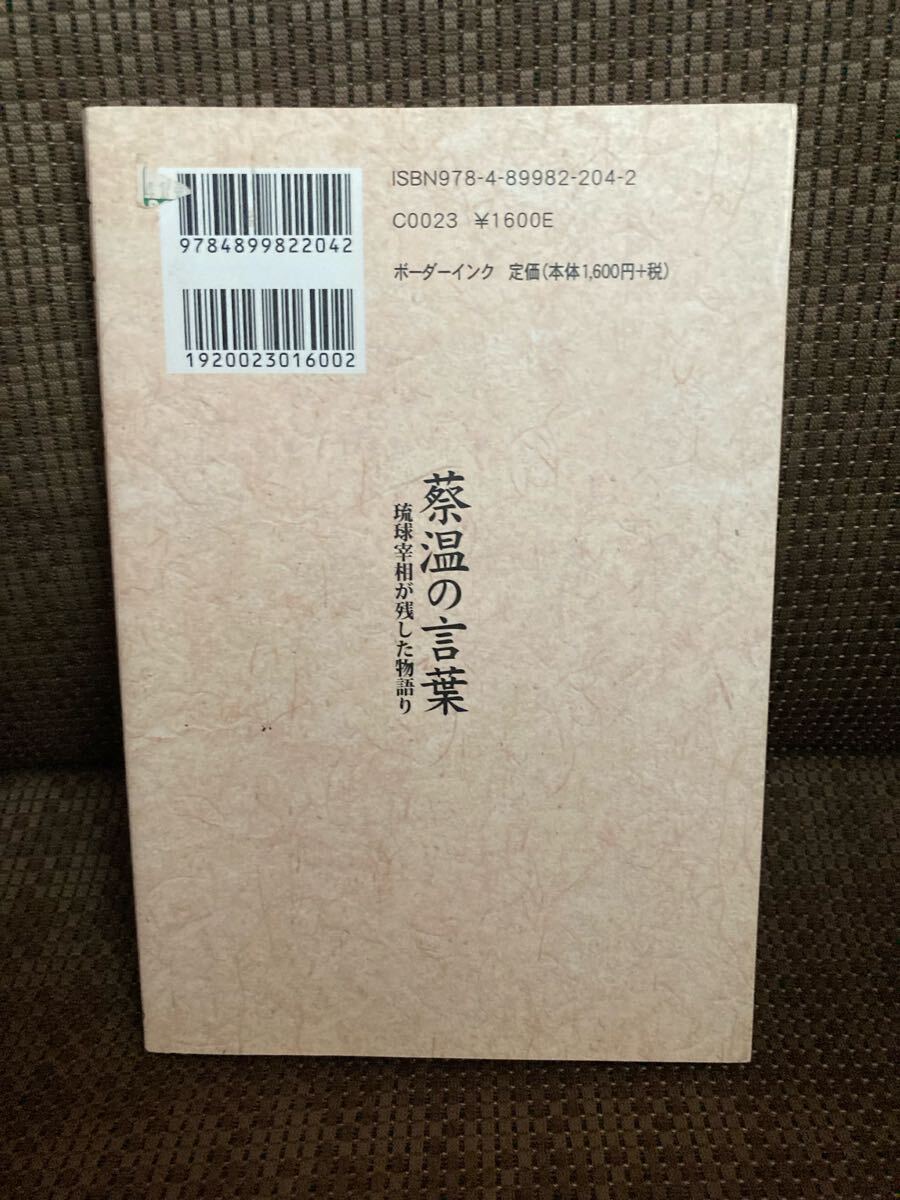 ISBN978-4-89982-204-2
C0023 ¥1600E
ボーダーインク 定価(本体1,600円+税)
9784899822042
1920023016002
蔡温の言葉
琉球宰相が残した物語り